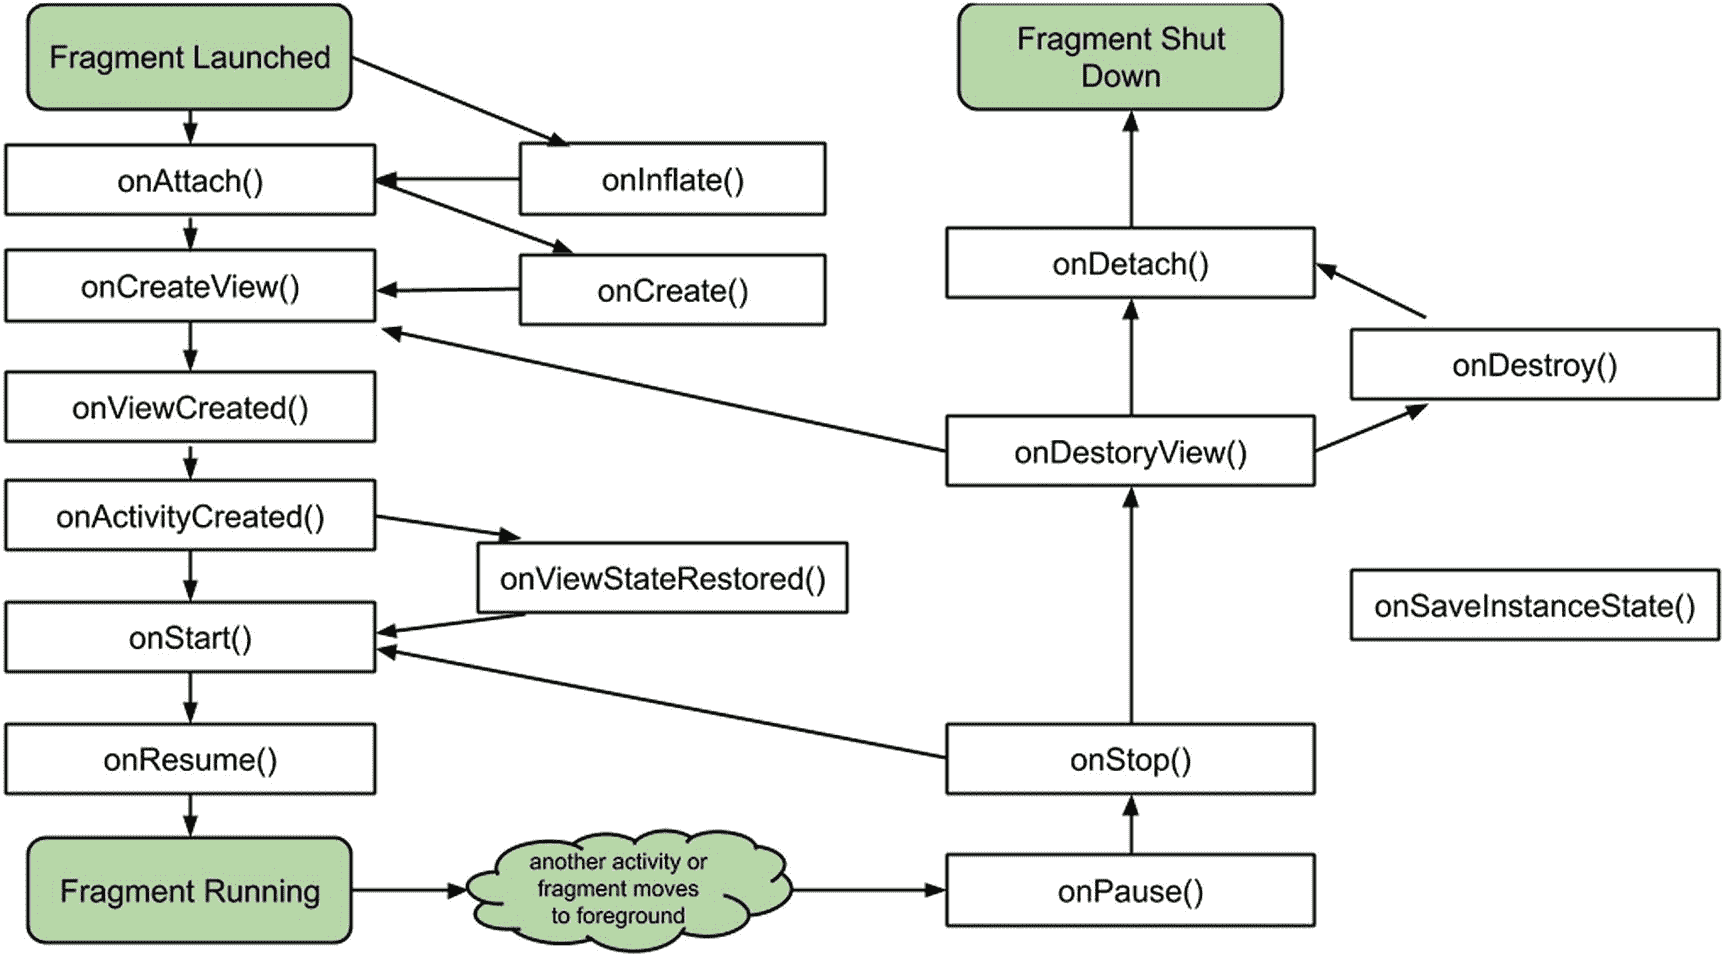 Fragment Launched
onAttach()
onInflate()
onCreateView()
onCreate()
onViewCreated()
onActivityCreated()
onViewStateRestored()
onStart()
onResume()
Fragment Running
another activity or
fragment moves
to foreground
Fragment Shut
Down
onDetach()
onDestroy()
onDestoryView()
onSaveInstanceState()
onStop()
onPause()